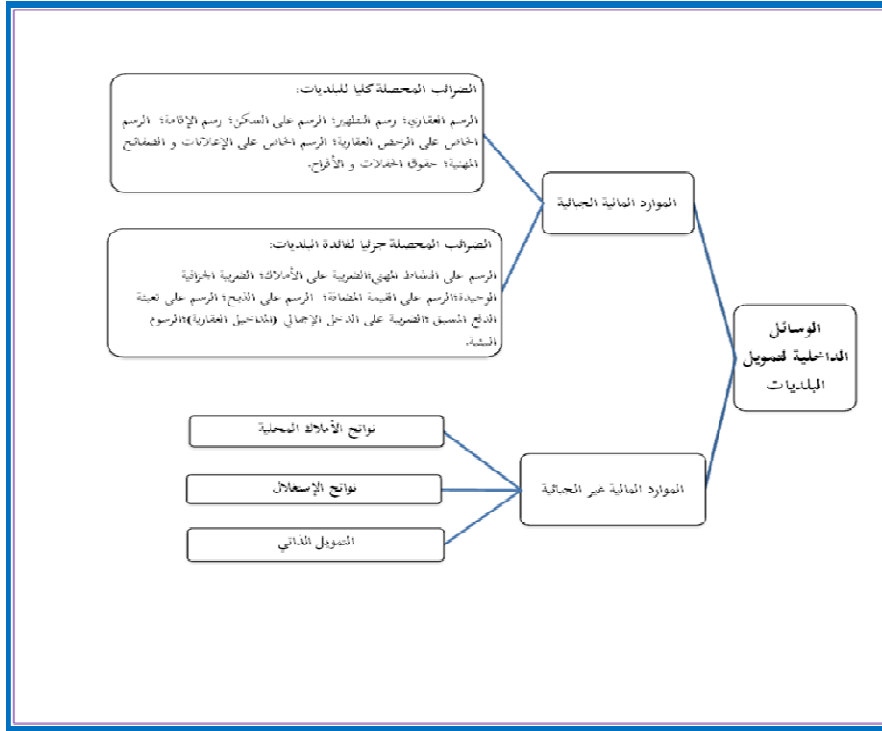 الوسائل
الداخلية لتمويل
البلديات
الموارد المالية الجبائية
الضرائب المحصلة كليا للبلديات:
الرسم العقاري؛ رسم التطهير؛ الرسم على السكن؛ رسم الإقامة؛ الرسم
الخاص على الرخص العقارية؛ الرسم الخاص على الإعلانات و الصفائح
المهنية؛ حقوق الحفلات و الأفراح.
الضرائب المحصلة جزئيا لفائدة البلديات:
الرسم على النشاط المهني؛الضريبة على الأملاك؛ الضريبة الجزافية
الوحيدة؛الرسم على القيمة المضافة؛ الرسم على الذبح؛ الرسم على تعبئة
الدفع المسبق ؛الضريبة على الدخل الإجمالي (المداخيل العقارية)؛الرسوم
البيئية.
الموارد المالية غير الجبائية
نواتج الأملاك المحلية
نواتج الإستغلال
التمويل الذاتي